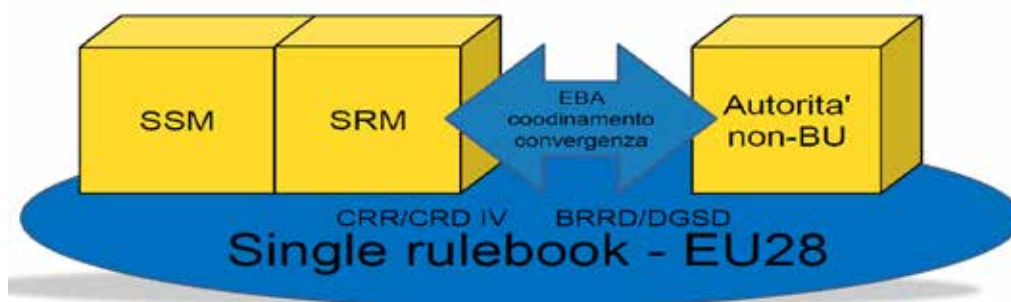 SSM
SRM
EBA
coodinamento
convergenza
Autorita'
non-BU
CRR/CRD IV
BRRD/DGSD
Single rulebook - EU28